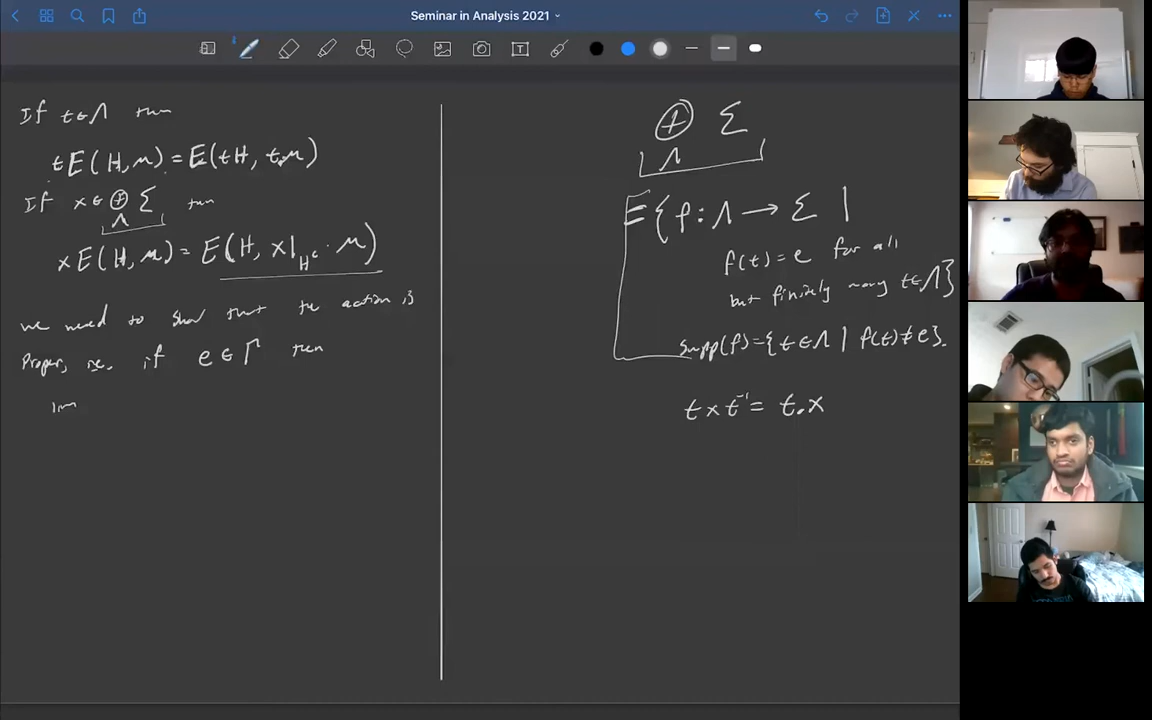 Seminar in Analysis 2021
If t∈Λ then
tE(H,μ) = E(tH, t.μ)
If x∈⊕Σ then
Λ
xE(H,μ) = E(H, x|_{H^c}·μ)
we need to show that the action is
Proper, i.e. if e∈Γ then
lim
⊕ Σ
Λ
={f:Λ→Σ |
f(t)=e for all
but finitely many t∈Λ}
supp(f)={t∈Λ | f(t)≠e}.
t x t⁻¹ = t.x